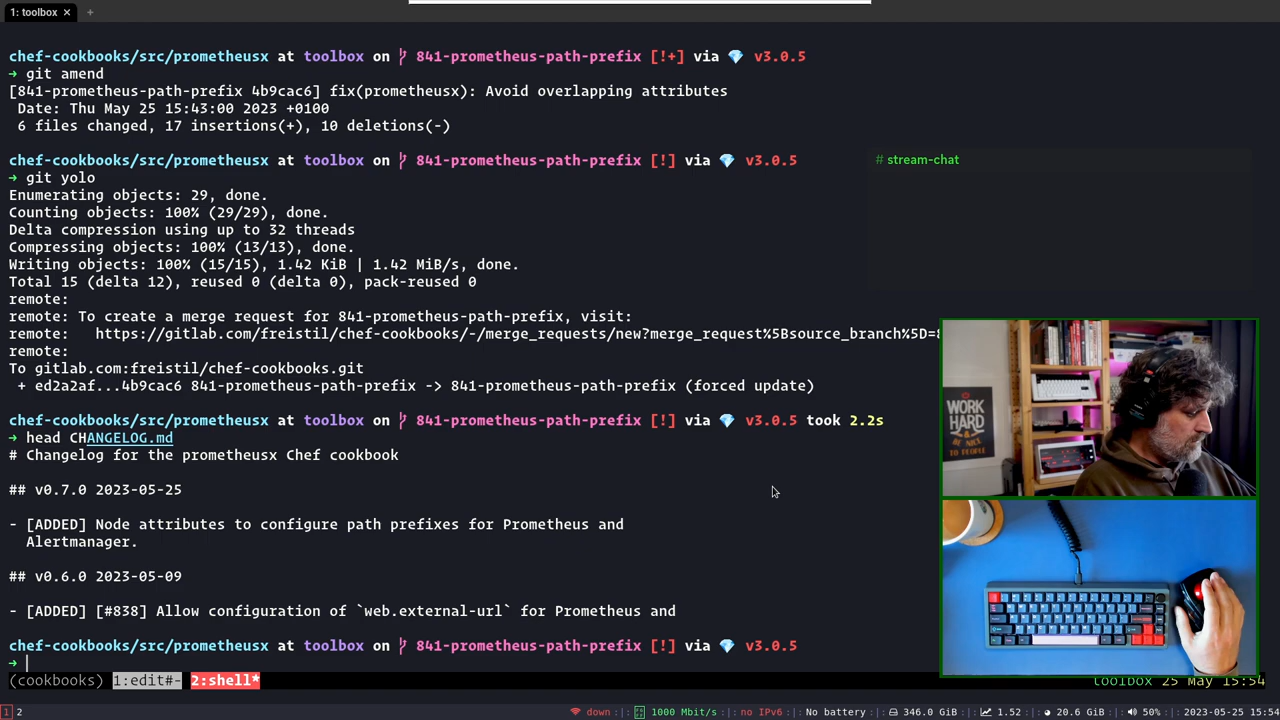 1: toolbox × +
chef-cookbooks/src/prometheusx at toolbox on 841-prometheus-path-prefix [!+] via 💎 v3.0.5
→ git amend
[841-prometheus-path-prefix 4b9cac6] fix(prometheusx): Avoid overlapping attributes
Date: Thu May 25 15:43:00 2023 +0100
6 files changed, 17 insertions(+), 10 deletions(-)
chef-cookbooks/src/prometheusx at toolbox on 841-prometheus-path-prefix [!] via 💎 v3.0.5
# stream-chat
→ git yolo
Enumerating objects: 29, done.
Counting objects: 100% (29/29), done.
Delta compression using up to 32 threads
Compressing objects: 100% (13/13), done.
Writing objects: 100% (15/15), 1.42 KiB | 1.42 MiB/s, done.
Total 15 (delta 12), reused 0 (delta 0), pack-reused 0
remote:
remote: To create a merge request for 841-prometheus-path-prefix, visit:
remote:   https://gitlab.com/freistil/chef-cookbooks/-/merge_requests/new?merge_request%5Bsource_branch%5D=
remote:
To gitlab.com:freistil/chef-cookbooks.git
+ ed2a2af...4b9cac6 841-prometheus-path-prefix -> 841-prometheus-path-prefix (forced update)
chef-cookbooks/src/prometheusx at toolbox on 841-prometheus-path-prefix [!] via 💎 v3.0.5 took 2.2s
→ head CHANGELOG.md
# Changelog for the prometheusx Chef cookbook
## v0.7.0 2023-05-25
- [ADDED] Node attributes to configure path prefixes for Prometheus and
Alertmanager.
## v0.6.0 2023-05-09
- [ADDED] [#838] Allow configuration of `web.external-url` for Prometheus and
chef-cookbooks/src/prometheusx at toolbox on 841-prometheus-path-prefix [!] via 💎 v3.0.5
→
WORK
HARD
& BE NICE
TO PEOPLE
(cookbooks) 1:edit#- 2:shell* toolbox 25 May 15:54
1 2 down :|: 1000 Mbit/s :|: no IPv6 :|: No battery :|: 346.0 GiB :|: 1.52 :|: 20.6 GiB :|: 50% :|: 2023-05-25 15:54